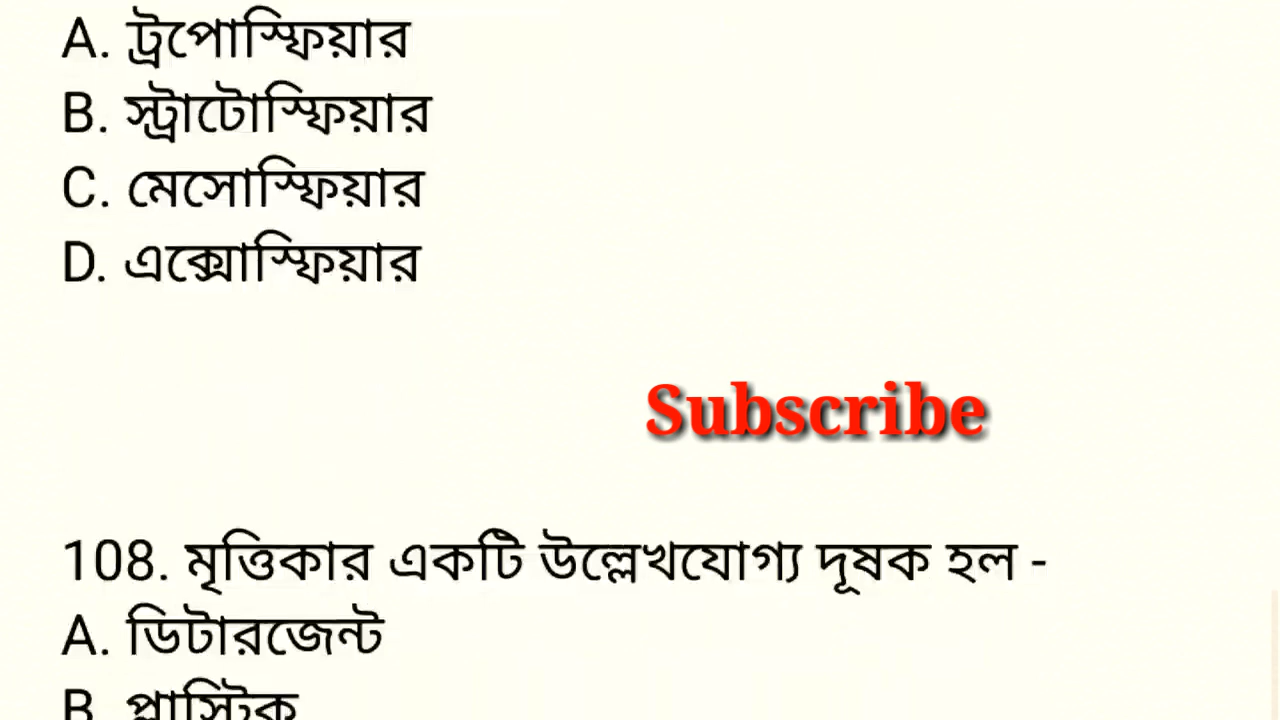 A. ট্রপোস্ফিয়ার
B. স্ট্রাটোস্ফিয়ার
C. মেসোস্ফিয়ার
D. এক্সোস্ফিয়ার
Subscribe
108. মৃত্তিকার একটি উল্লেখযোগ্য দূষক হল -
A. ডিটারজেন্ট
B. প্লাস্টিক